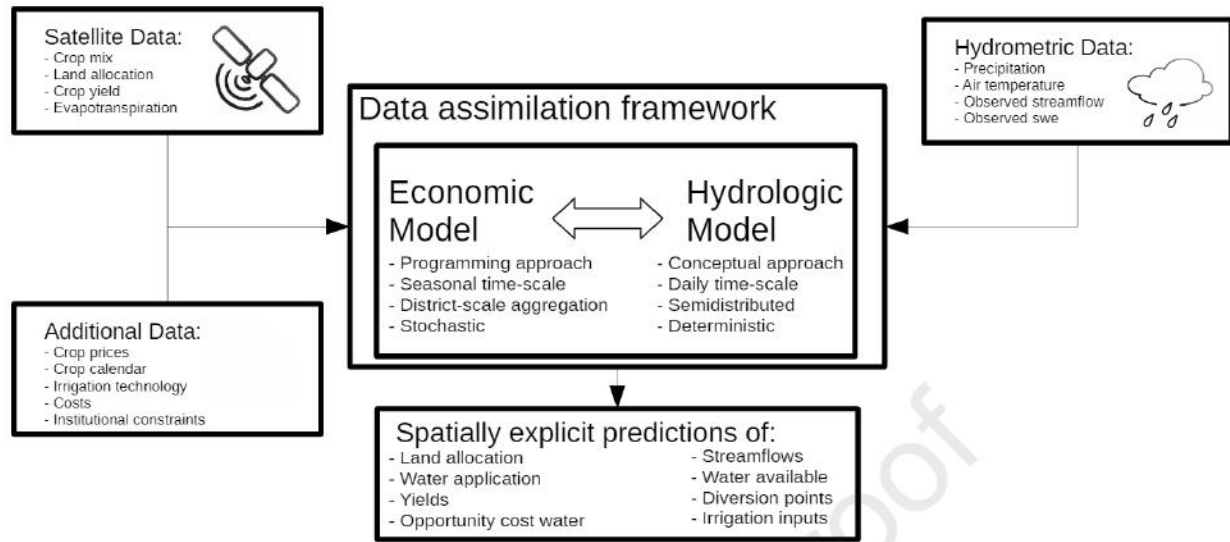 Satellite Data:
- Crop mix
- Land allocation
- Crop yield
- Evapotranspiration
Hydrometric Data:
- Precipitation
- Air temperature
- Observed streamflow
- Observed swe
Data assimilation framework
Economic
Model
- Programming approach
- Seasonal time-scale
- District-scale aggregation
- Stochastic
Hydrologic
Model
- Conceptual approach
- Daily time-scale
- Semidistributed
- Deterministic
Additional Data:
- Crop prices
- Crop calendar
- Irrigation technology
- Costs
- Institutional constraints
Spatially explicit predictions of:
- Land allocation
- Water application
- Yields
- Opportunity cost water
- Streamflows
- Water available
- Diversion points
- Irrigation inputs
roof